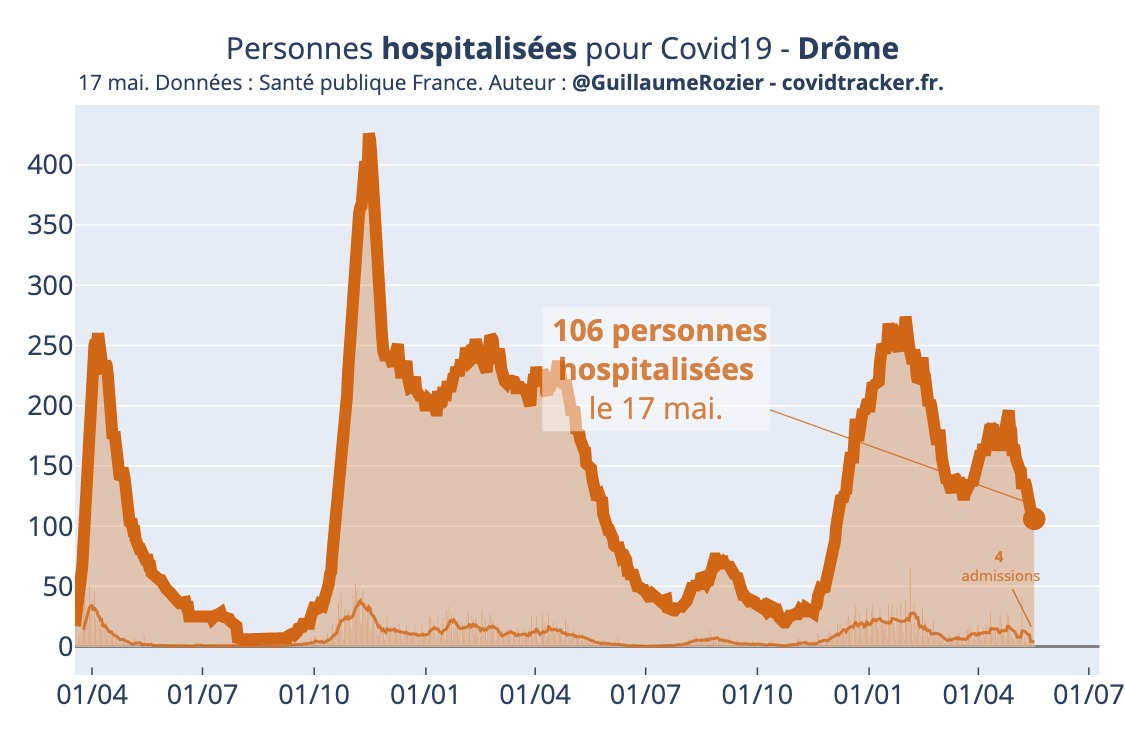 Personnes hospitalisées pour Covid19 - Drôme
17 mai. Données : Santé publique France. Auteur : @GuillaumeRozier - covidtracker.fr.
400
350
300
250
200
150
100
50
0
106 personnes
hospitalisées
le 17 mai.
4
admissions
01/04 01/07 01/10 01/01 01/04 01/07 01/10 01/01 01/04 01/07